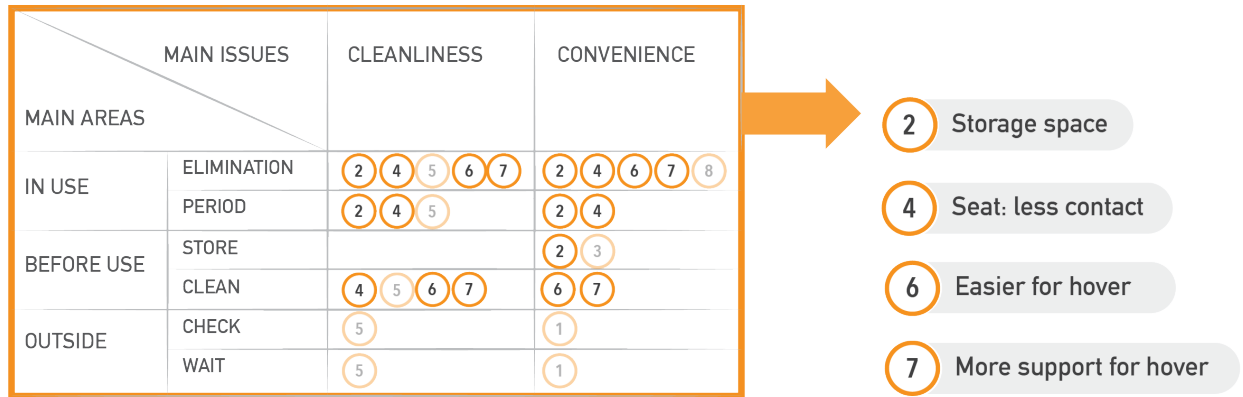 MAIN ISSUES CLEANLINESS CONVENIENCE
MAIN AREAS
IN USE
ELIMINATION 2 4 5 6 7 2 4 6 7 8
PERIOD 2 4 5 2 4
BEFORE USE
STORE 2 3
CLEAN 4 5 6 7 6 7
OUTSIDE
CHECK 5 1
WAIT 5 1
2 Storage space
4 Seat: less contact
6 Easier for hover
7 More support for hover